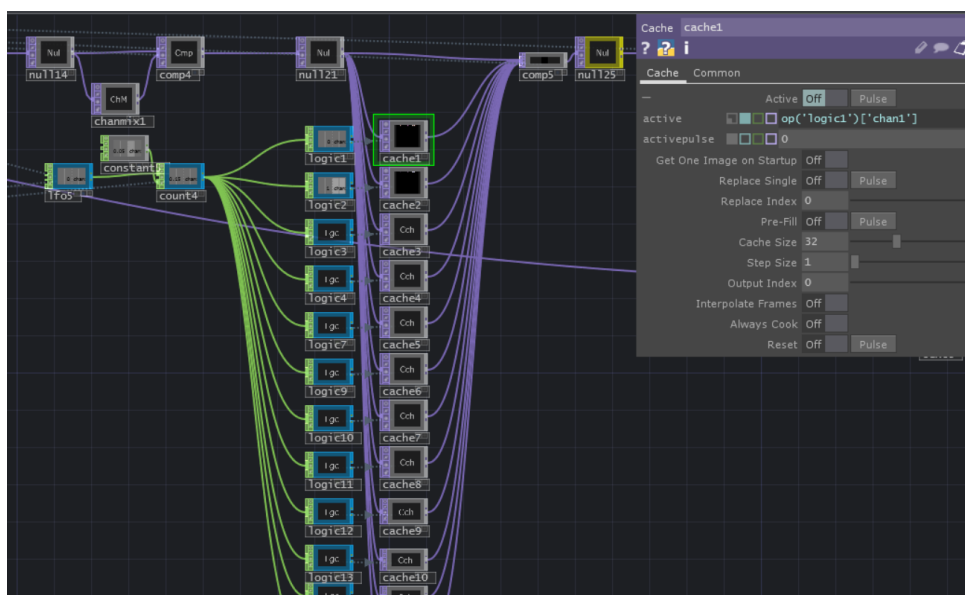 Cache cache1
? ? i
Cache Common
Active Off Pulse
active op('logic1')['chan1']
activepulse 0
Get One Image on Startup Off
Replace Single Off Pulse
Replace Index 0
Pre-Fill Off Pulse
Cache Size 32
Step Size 1
Output Index 0
Interpolate Frames Off
Always Cook Off
Reset Off Pulse
Nul
null14
Cmp
comp4
Nul
null21
comp5
Nul
null25
ChM
chanmix1
constant
lfo5
count4
logic1
cache1
logic2
cache2
Lgc
logic3
Cch
cache3
Lgc
logic4
Cch
cache4
Lgc
logic7
Cch
cache5
Lgc
logic9
Cch
cache6
Lgc
logic10
Cch
cache7
Lgc
logic11
Cch
cache8
Lgc
logic12
Cch
cache9
Lgc
logic13
Cch
cache10